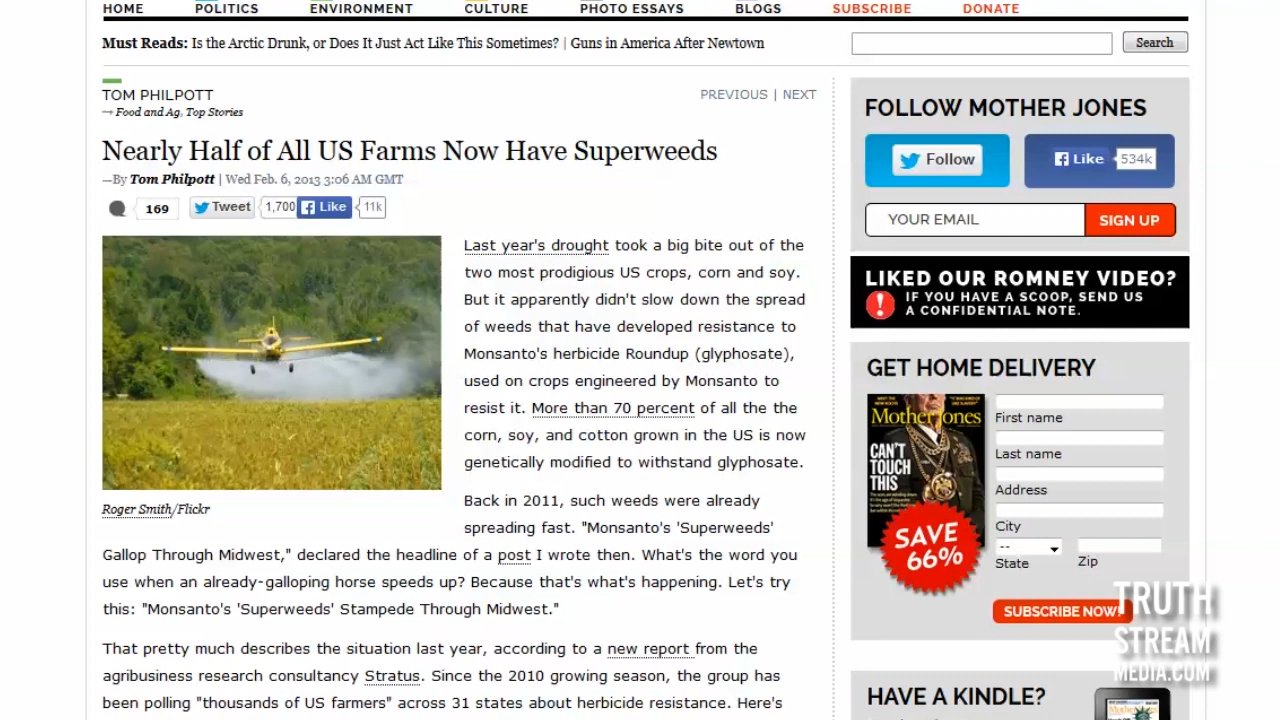 HOME POLITICS ENVIRONMENT CULTURE PHOTO ESSAYS BLOGS SUBSCRIBE DONATE
Must Reads: Is the Arctic Drunk, or Does It Just Act Like This Sometimes? | Guns in America After Newtown
Search
TOM PHILPOTT
PREVIOUS | NEXT
→ Food and Ag, Top Stories
Nearly Half of All US Farms Now Have Superweeds
—By Tom Philpott | Wed Feb. 6, 2013 3:06 AM GMT
169 Tweet 1,700 Like 11k
Last year's drought took a big bite out of the
two most prodigious US crops, corn and soy.
But it apparently didn't slow down the spread
of weeds that have developed resistance to
Monsanto's herbicide Roundup (glyphosate),
used on crops engineered by Monsanto to
resist it. More than 70 percent of all the the
corn, soy, and cotton grown in the US is now
genetically modified to withstand glyphosate.
Roger Smith/Flickr
Back in 2011, such weeds were already
spreading fast. "Monsanto's 'Superweeds'
Gallop Through Midwest," declared the headline of a post I wrote then. What's the word you
use when an already-galloping horse speeds up? Because that's what's happening. Let's try
this: "Monsanto's 'Superweeds' Stampede Through Midwest."
That pretty much describes the situation last year, according to a new report from the
agribusiness research consultancy Stratus. Since the 2010 growing season, the group has
been polling "thousands of US farmers" across 31 states about herbicide resistance. Here's
FOLLOW MOTHER JONES
Follow Like 534k
YOUR EMAIL SIGN UP
LIKED OUR ROMNEY VIDEO?
IF YOU HAVE A SCOOP, SEND US
A CONFIDENTIAL NOTE.
GET HOME DELIVERY
Mother Jones
CAN'T
TOUCH
THIS
SAVE
66%
First name
Last name
Address
City
--
State Zip
SUBSCRIBE NOW!
HAVE A KINDLE?
TRUTH
STREAM
MEDIA.COM